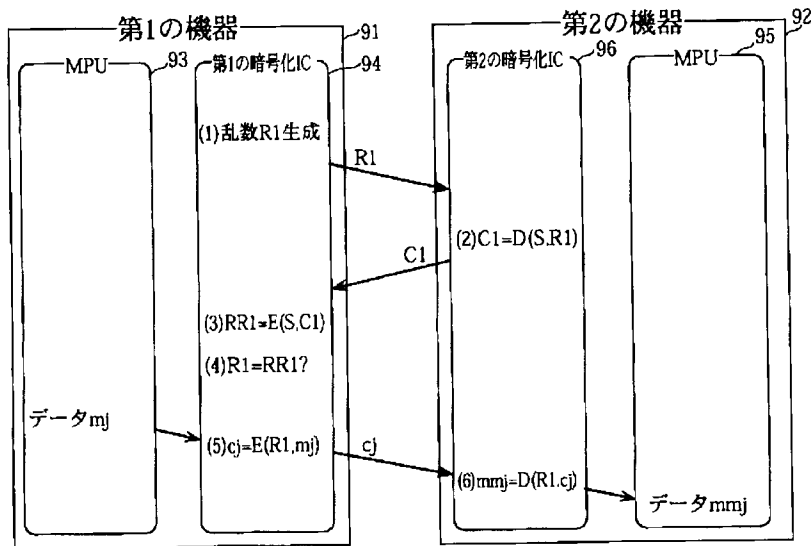 第1の機器
91
MPU
93
第1の暗号化IC
94
(1)乱数R1生成
R1
C1
(3)RR1=E(S,C1)
(4)R1=RR1?
データmj
(5)cj=E(R1,mj)
cj
第2の機器
92
第2の暗号化IC
96
MPU
95
(2)C1=D(S,R1)
(6)mmj=D(R1,cj)
データmmj